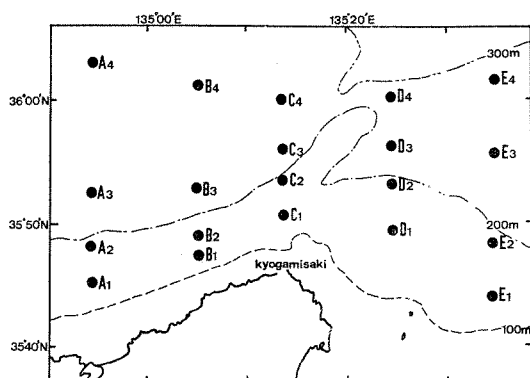 135°00'E 135°20'E
300m
A4 B4 C4 D4 E4
36°00'N
C3 D3 E3
A3 B3 C2 D2
35°50'
C1 D1 200m
A2 B2 E2
B1
kyogamisaki
A1 E1
100m
35°40'